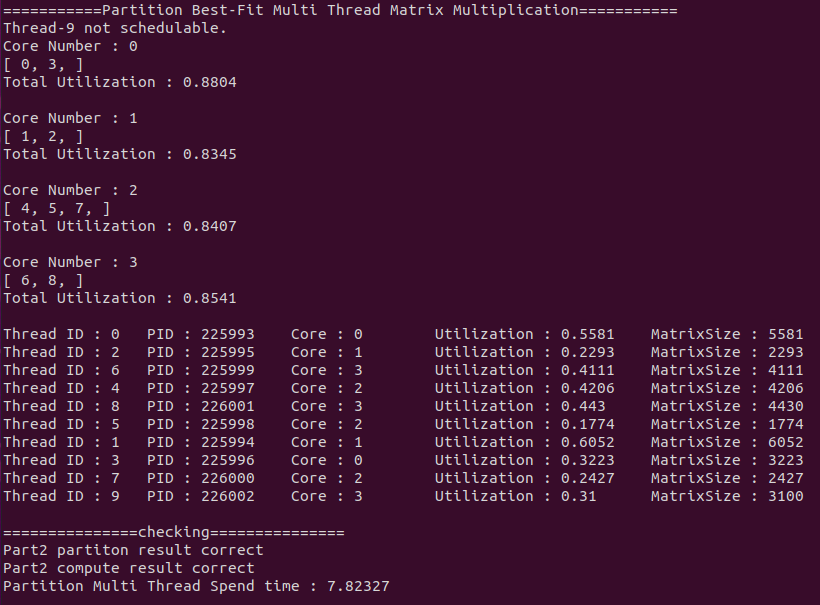 ===========Partition Best-Fit Multi Thread Matrix Multiplication===========
Thread-9 not schedulable.
Core Number : 0
[ 0, 3, ]
Total Utilization : 0.8804

Core Number : 1
[ 1, 2, ]
Total Utilization : 0.8345

Core Number : 2
[ 4, 5, 7, ]
Total Utilization : 0.8407

Core Number : 3
[ 6, 8, ]
Total Utilization : 0.8541

Thread ID : 0   PID : 225993    Core : 0        Utilization : 0.5581    MatrixSize : 5581
Thread ID : 2   PID : 225995    Core : 1        Utilization : 0.2293    MatrixSize : 2293
Thread ID : 6   PID : 225999    Core : 3        Utilization : 0.4111    MatrixSize : 4111
Thread ID : 4   PID : 225997    Core : 2        Utilization : 0.4206    MatrixSize : 4206
Thread ID : 8   PID : 226001    Core : 3        Utilization : 0.443     MatrixSize : 4430
Thread ID : 5   PID : 225998    Core : 2        Utilization : 0.1774    MatrixSize : 1774
Thread ID : 1   PID : 225994    Core : 1        Utilization : 0.6052    MatrixSize : 6052
Thread ID : 3   PID : 225996    Core : 0        Utilization : 0.3223    MatrixSize : 3223
Thread ID : 7   PID : 226000    Core : 2        Utilization : 0.2427    MatrixSize : 2427
Thread ID : 9   PID : 226002    Core : 3        Utilization : 0.31      MatrixSize : 3100

===============checking===============
Part2 partiton result correct
Part2 compute result correct
Partition Multi Thread Spend time : 7.82327